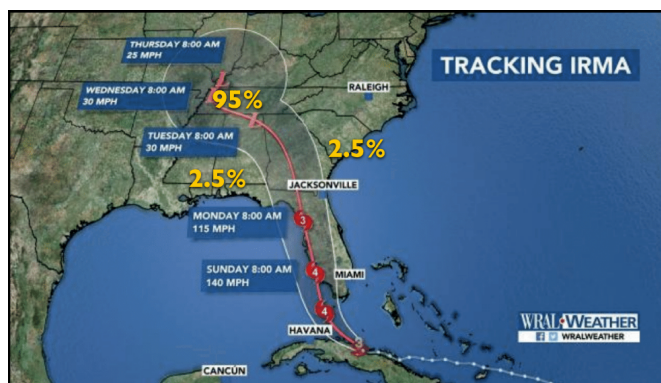 THURSDAY 8:00 AM
25 MPH
TRACKING IRMA
WEDNESDAY 8:00 AM
30 MPH
95%
RALEIGH
TUESDAY 8:00 AM
30 MPH
2.5%
2.5%
JACKSONVILLE
MONDAY 8:00 AM
115 MPH
3
SUNDAY 8:00 AM
140 MPH
4
MIAMI
4
HAVANA
3
WRAL WEATHER
WRALWEATHER
CANCÚN